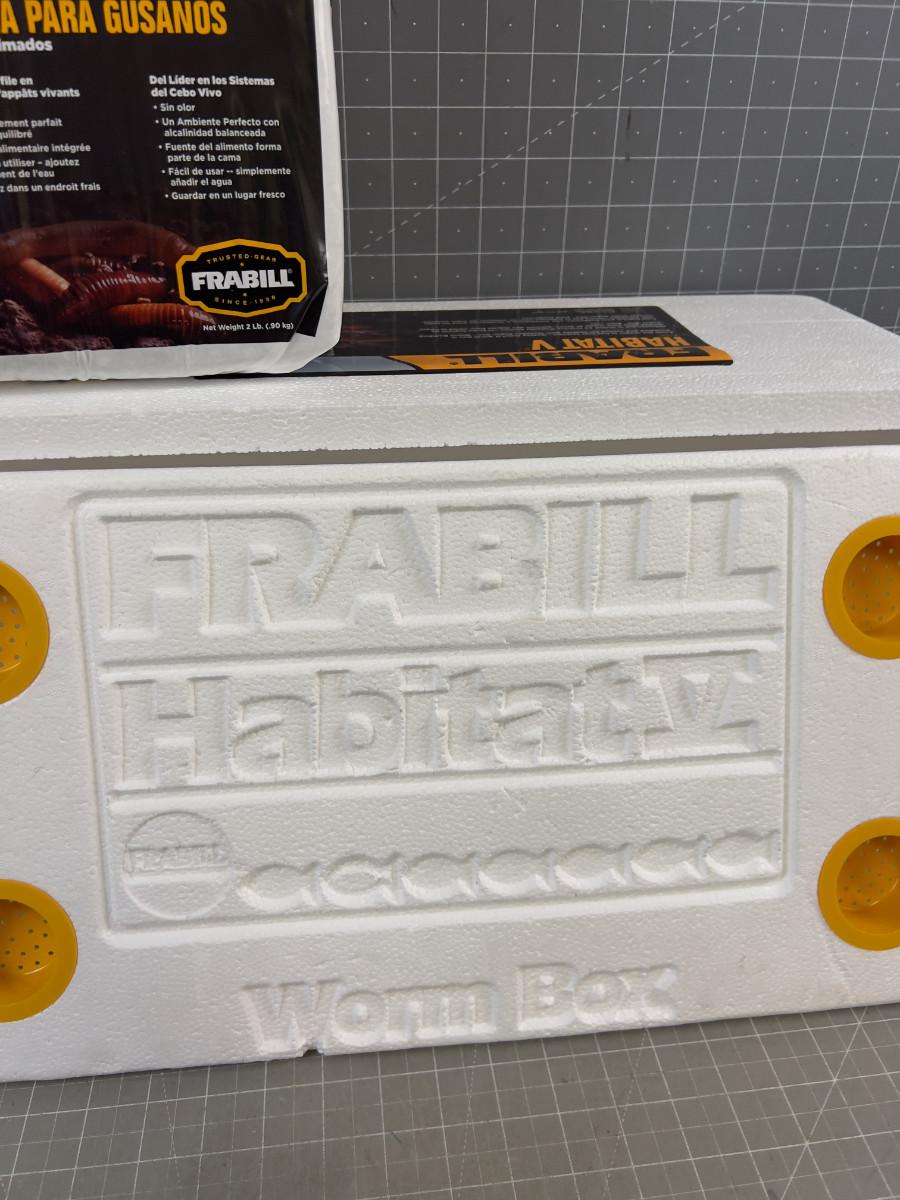 A PARA GUSANOS
imados
file en
'appâts vivants
ement parfait
quilibré
alimentaire intégrée
utiliser – ajoutez
ent de l'eau
z dans un endroit frais
Del Líder en los Sistemas
del Cebo Vivo
• Sin olor
• Un Ambiente Perfecto con
alcalinidad balanceada
• Fuente del alimento forma
parte de la cama
• Fácil de usar -- simplemente
añadir el agua
• Guardar en un lugar fresco
TRUSTED·GEAR
FRABILL®
SINCE·1938
Net Weight 2 Lb. (.90 kg)
HABITAT V
FRABILL
FRABILL
Habitat V
FRABILL
Worm Box